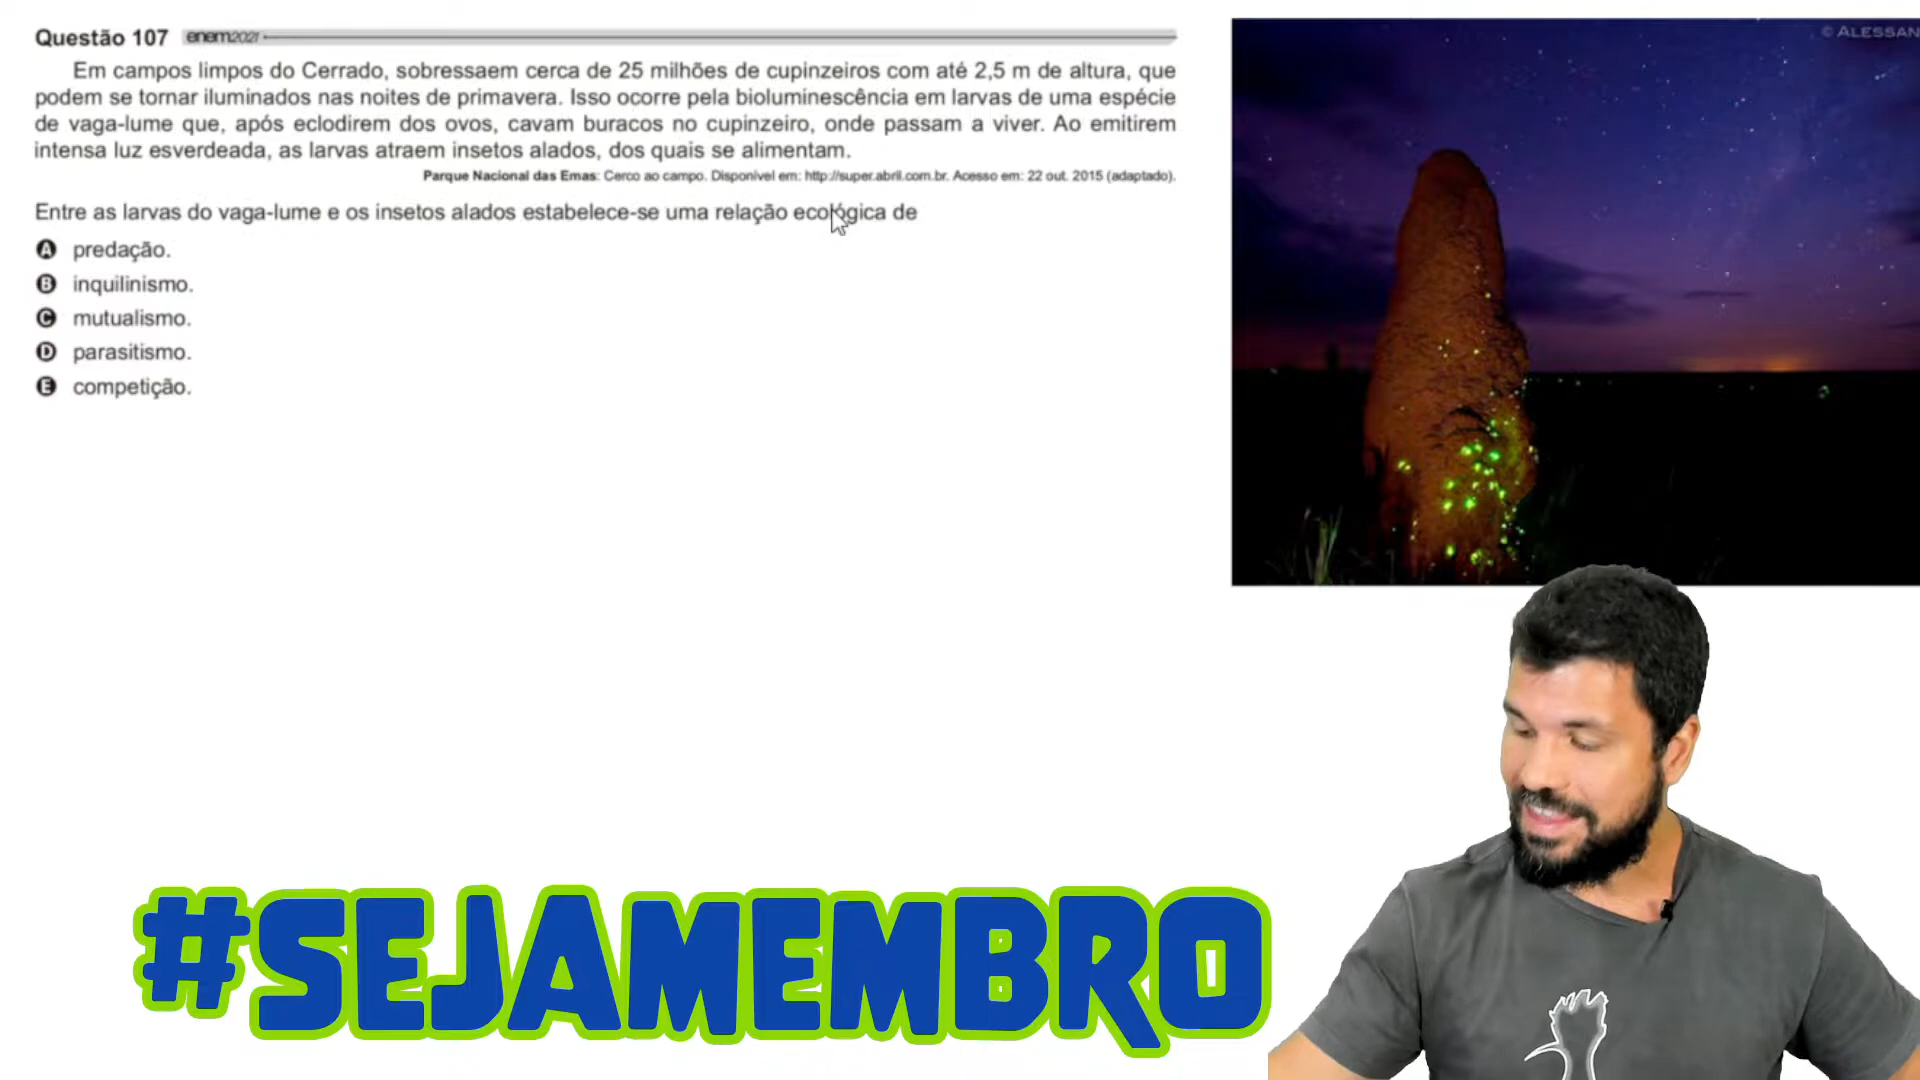 Questão 107 enem2021
Em campos limpos do Cerrado, sobressaem cerca de 25 milhões de cupinzeiros com até 2,5 m de altura, que
podem se tornar iluminados nas noites de primavera. Isso ocorre pela bioluminescência em larvas de uma espécie
de vaga-lume que, após eclodirem dos ovos, cavam buracos no cupinzeiro, onde passam a viver. Ao emitirem
intensa luz esverdeada, as larvas atraem insetos alados, dos quais se alimentam.
Parque Nacional das Emas: Cerco ao campo. Disponível em: http://super.abril.com.br. Acesso em: 22 out. 2015 (adaptado).
Entre as larvas do vaga-lume e os insetos alados estabelece-se uma relação ecológica de
A predação.
B inquilinismo.
C mutualismo.
D parasitismo.
E competição.
© ALESSAN
#SEJAMEMBRO